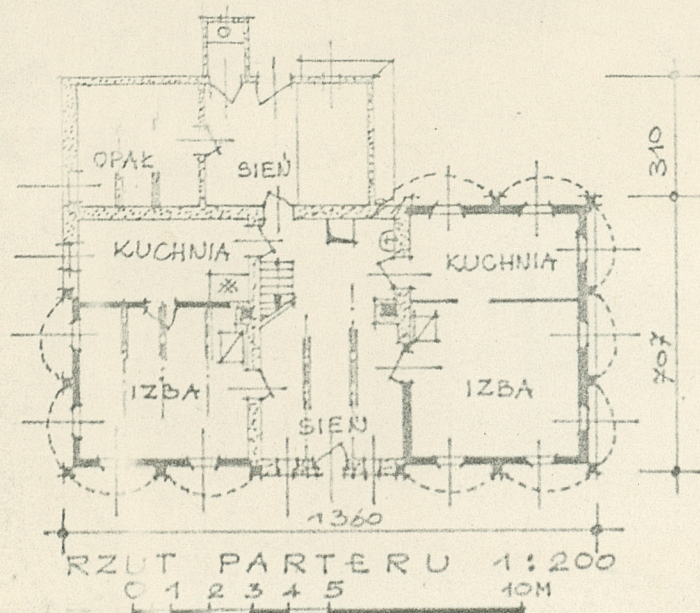 310
OPAŁ SIEŃ
KUCHNIA KUCHNIA
707
IZBA IZBA
SIEŃ
1360
RZUT PARTERU 1:200
0 1 2 3 4 5 10M